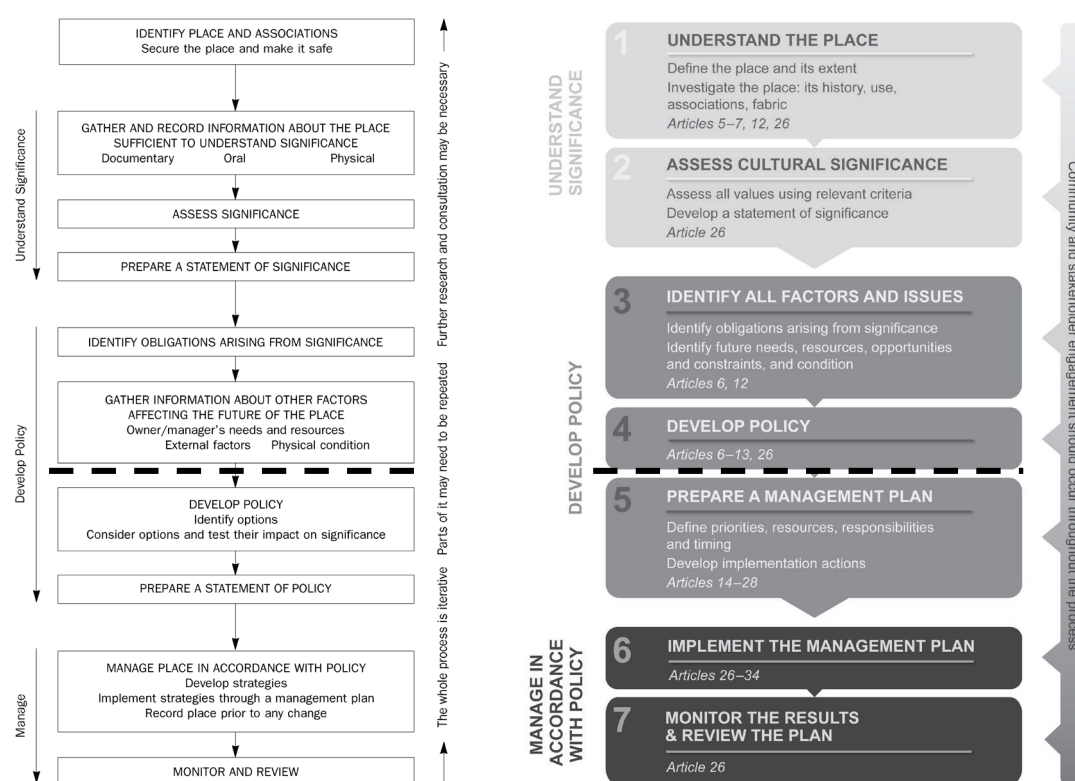 IDENTIFY PLACE AND ASSOCIATIONS
Secure the place and make it safe
GATHER AND RECORD INFORMATION ABOUT THE PLACE
SUFFICIENT TO UNDERSTAND SIGNIFICANCE
Documentary Oral Physical
ASSESS SIGNIFICANCE
PREPARE A STATEMENT OF SIGNIFICANCE
Understand Significance
IDENTIFY OBLIGATIONS ARISING FROM SIGNIFICANCE
GATHER INFORMATION ABOUT OTHER FACTORS
AFFECTING THE FUTURE OF THE PLACE
Owner/manager's needs and resources
External factors Physical condition
DEVELOP POLICY
Identify options
Consider options and test their impact on significance
PREPARE A STATEMENT OF POLICY
Develop Policy
MANAGE PLACE IN ACCORDANCE WITH POLICY
Develop strategies
Implement strategies through a management plan
Record place prior to any change
MONITOR AND REVIEW
Manage
The whole process is iterative Parts of it may need to be repeated Further research and consultation may be necessary
UNDERSTAND
SIGNIFICANCE
1 UNDERSTAND THE PLACE
Define the place and its extent
Investigate the place: its history, use,
associations, fabric
Articles 5–7, 12, 26
2 ASSESS CULTURAL SIGNIFICANCE
Assess all values using relevant criteria
Develop a statement of significance
Article 26
DEVELOP POLICY
3 IDENTIFY ALL FACTORS AND ISSUES
Identify obligations arising from significance
Identify future needs, resources, opportunities
and constraints, and condition
Articles 6, 12
4 DEVELOP POLICY
Articles 6–13, 26
5 PREPARE A MANAGEMENT PLAN
Define priorities, resources, responsibilities
and timing
Develop implementation actions
Articles 14–28
MANAGE IN
ACCORDANCE
WITH POLICY
6 IMPLEMENT THE MANAGEMENT PLAN
Articles 26–34
7 MONITOR THE RESULTS
& REVIEW THE PLAN
Article 26
Community and stakeholder engagement should occur throughout the process